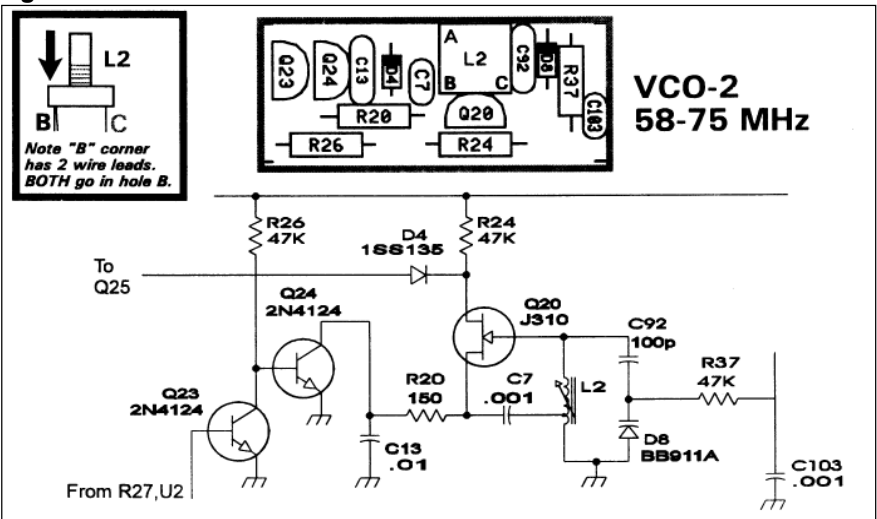 L2
B
C
Note "B" corner
has 2 wire leads.
BOTH go in hole B.
Q23
Q24
C13
D4
C7
A
L2
B
C
C92
D8
R37
C103
R20
Q20
R26
R24
VCO-2
58-75 MHz
R26
47K
D4
1SS135
R24
47K
To
Q25
Q24
2N4124
Q20
J310
C92
100p
R37
47K
Q23
2N4124
R20
150
C7
.001
L2
C13
.01
D8
BB911A
C103
.001
From R27,U2